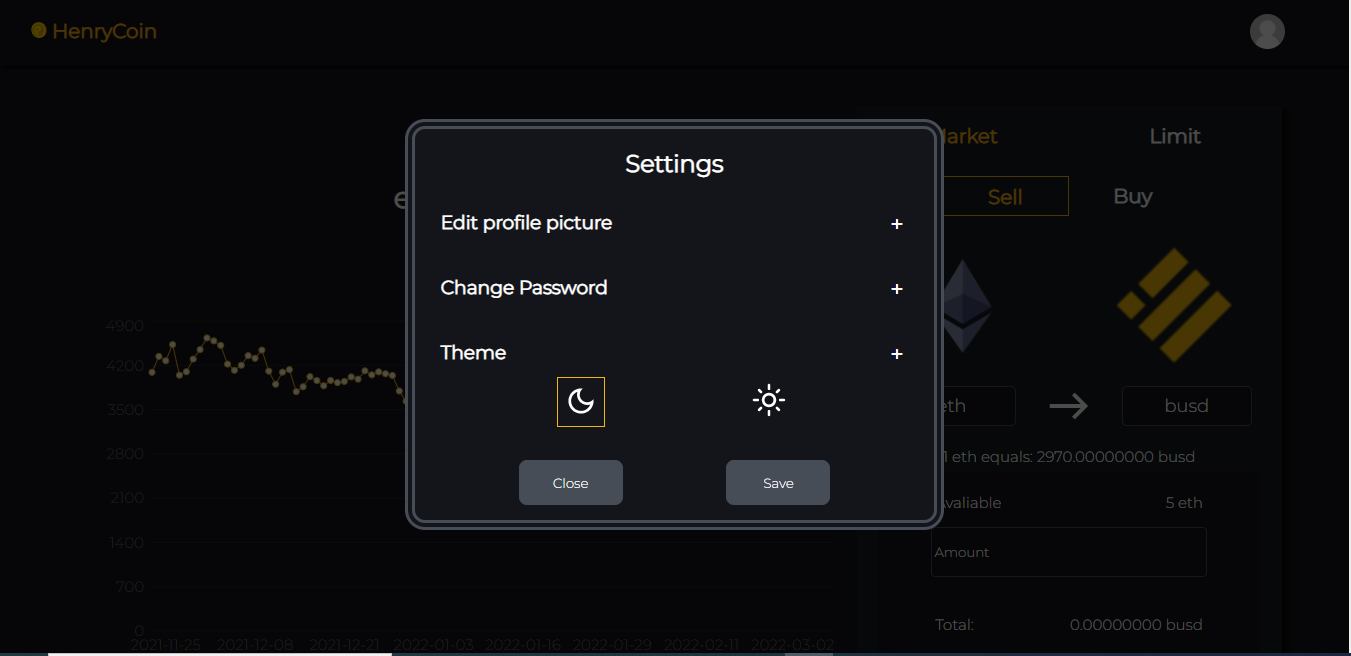 HenryCoin
Settings
Edit profile picture +
Change Password +
Theme +
Close Save
arket Limit
Sell Buy
eth busd
1 eth equals: 2970.00000000 busd
Avaliable 5 eth
Amount
Total: 0.00000000 busd
4900
4200
3500
2800
2100
1400
700
0
2021-11-25 2021-12-08 2021-12-21 2022-01-03 2022-01-16 2022-01-29 2022-02-11 2022-03-02